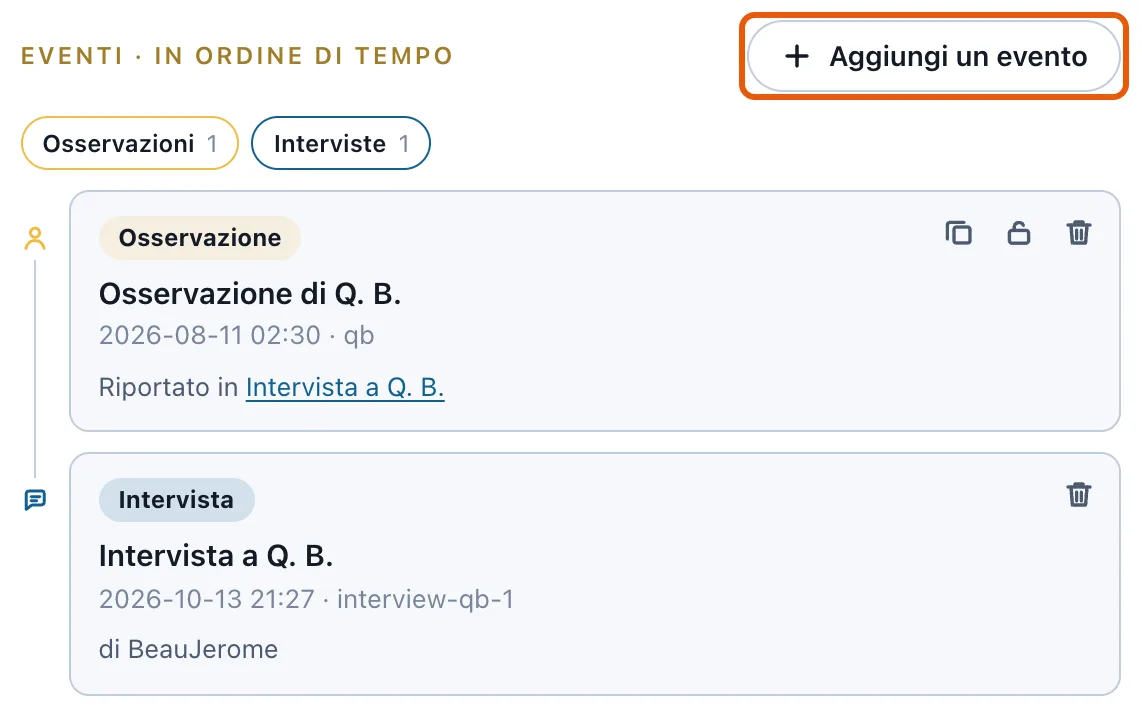 EVENTI · IN ORDINE DI TEMPO
+ Aggiungi un evento
Osservazioni 1
Interviste 1
Osservazione
Osservazione di Q. B.
2026-08-11 02:30 · qb
Riportato in Intervista a Q. B.
Intervista
Intervista a Q. B.
2026-10-13 21:27 · interview-qb-1
di BeauJerome